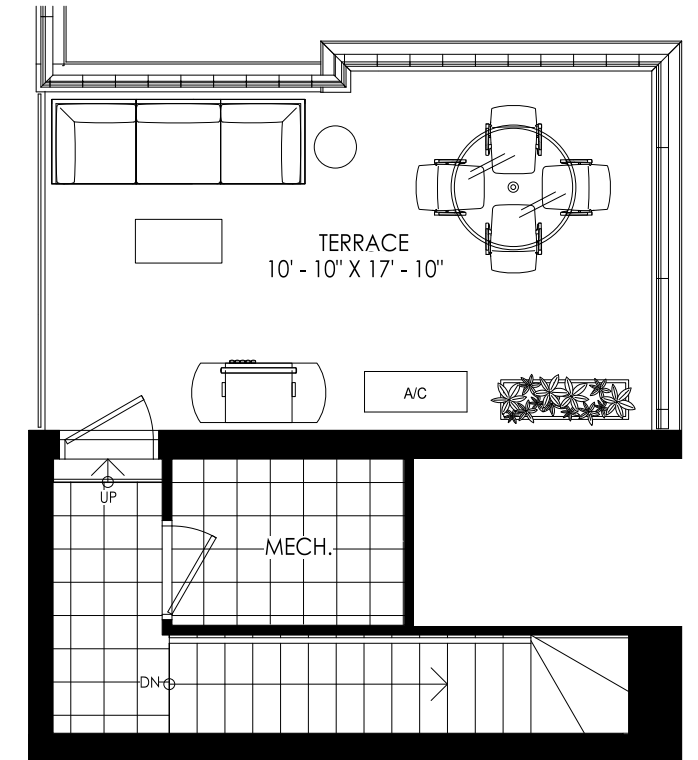 TERRACE
10' - 10" X 17' - 10"
A/C
UP
MECH.
DN